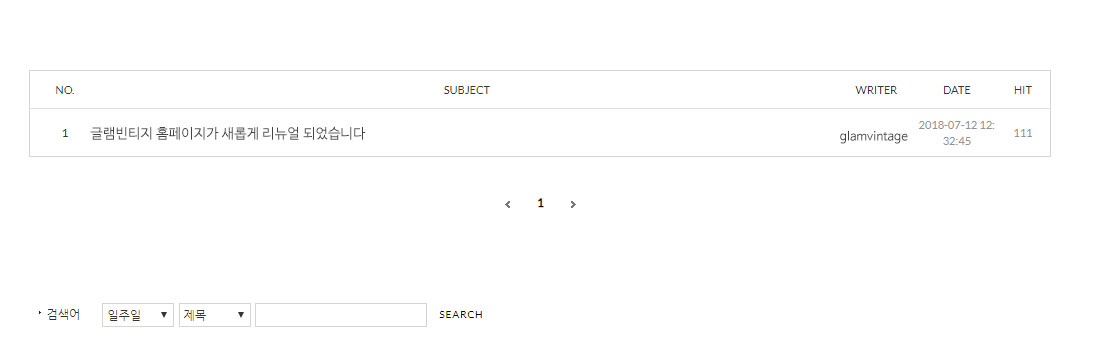 NO. SUBJECT WRITER DATE HIT
1 글램빈티지 홈페이지가 새롭게 리뉴얼 되었습니다 glamvintage 2018-07-12 12:
32:45 111
1
검색어 일주일 제목 SEARCH